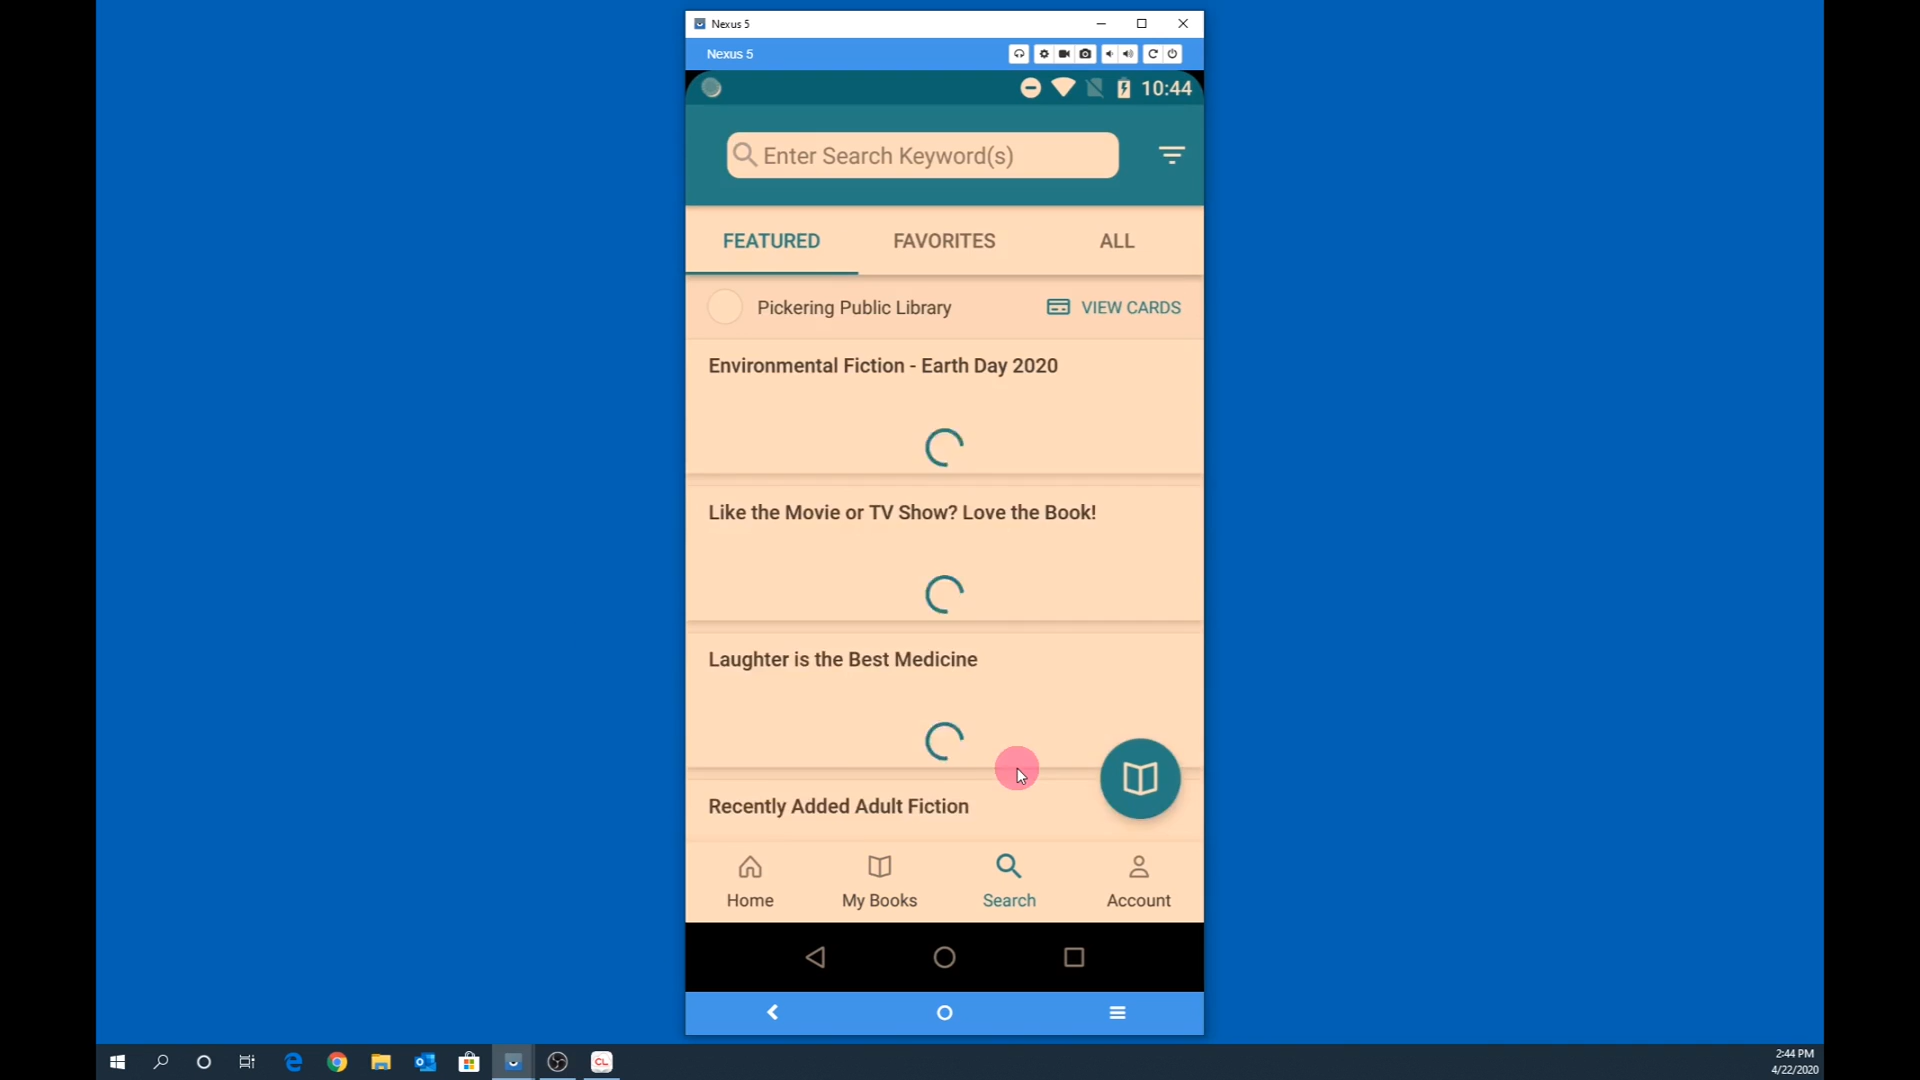 Nexus 5
Nexus 5
10:44
Enter Search Keyword(s)
FEATURED FAVORITES ALL
Pickering Public Library VIEW CARDS
Environmental Fiction - Earth Day 2020
Like the Movie or TV Show? Love the Book!
Laughter is the Best Medicine
Recently Added Adult Fiction
Home My Books Search Account
CL
2:44 PM
4/22/2020